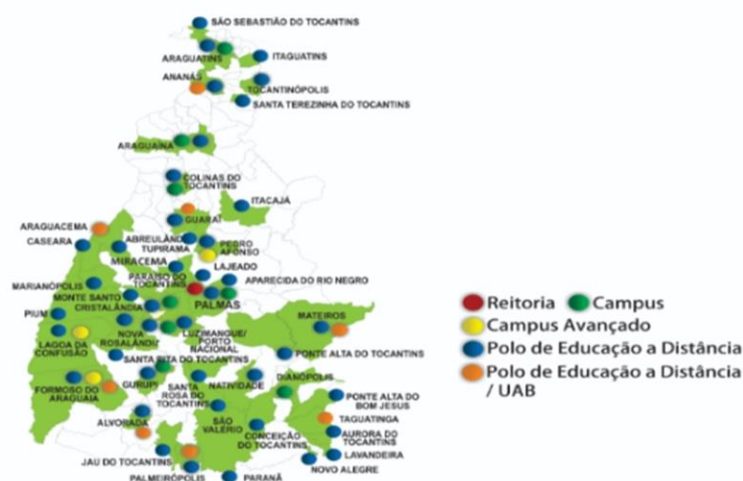 SÃO SEBASTIÃO DO TOCANTINS
ARAGUATINS
ITAGUATINS
ANANÁS
TOCANTINÓPOLIS
SANTA TEREZINHA DO TOCANTINS
ARAGUAÍNA
COLINAS DO
TOCANTINS
ITACAJÁ
GUARAÍ
ARAGUACEMA
CASEARA
ABREULÂNDIA
TUPIRAMA
PEDRO
AFONSO
MIRACEMA
LAJEADO
PARAÍSO DO
TOCANTINS
APARECIDA DO RIO NEGRO
MARIANÓPOLIS
MONTE SANTO
CRISTALÂNDIA
PALMAS
PIUM
MATEIROS
LAGOA DA
CONFUSÃO
NOVA
ROSALÂNDIA
LUZIMANGUE/
PORTO
NACIONAL
SANTA RITA DO TOCANTINS
PONTE ALTA DO TOCANTINS
FORMOSO DO
ARAGUAIA
GURUPI
SANTA
ROSA DO
TOCANTINS
NATIVIDADE
DIANÓPOLIS
PONTE ALTA DO
BOM JESUS
ALVORADA
SÃO
VALÉRIO
TAGUATINGA
CONCEIÇÃO
DO TOCANTINS
AURORA DO
TOCANTINS
JAU DO TOCANTINS
LAVANDEIRA
NOVO ALEGRE
PALMEIRÓPOLIS
PARANÃ
Reitoria
Campus
Campus Avançado
Polo de Educação a Distância
Polo de Educação a Distância
/ UAB